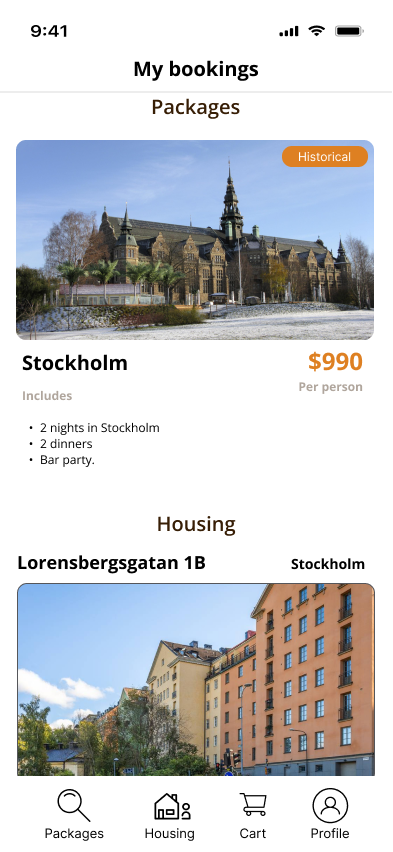 9:41
My bookings
Packages
Historical
Stockholm
$990
Per person
Includes
• 2 nights in Stockholm
• 2 dinners
• Bar party.
Housing
Lorensbergsgatan 1B
Stockholm
Packages
Housing
Cart
Profile